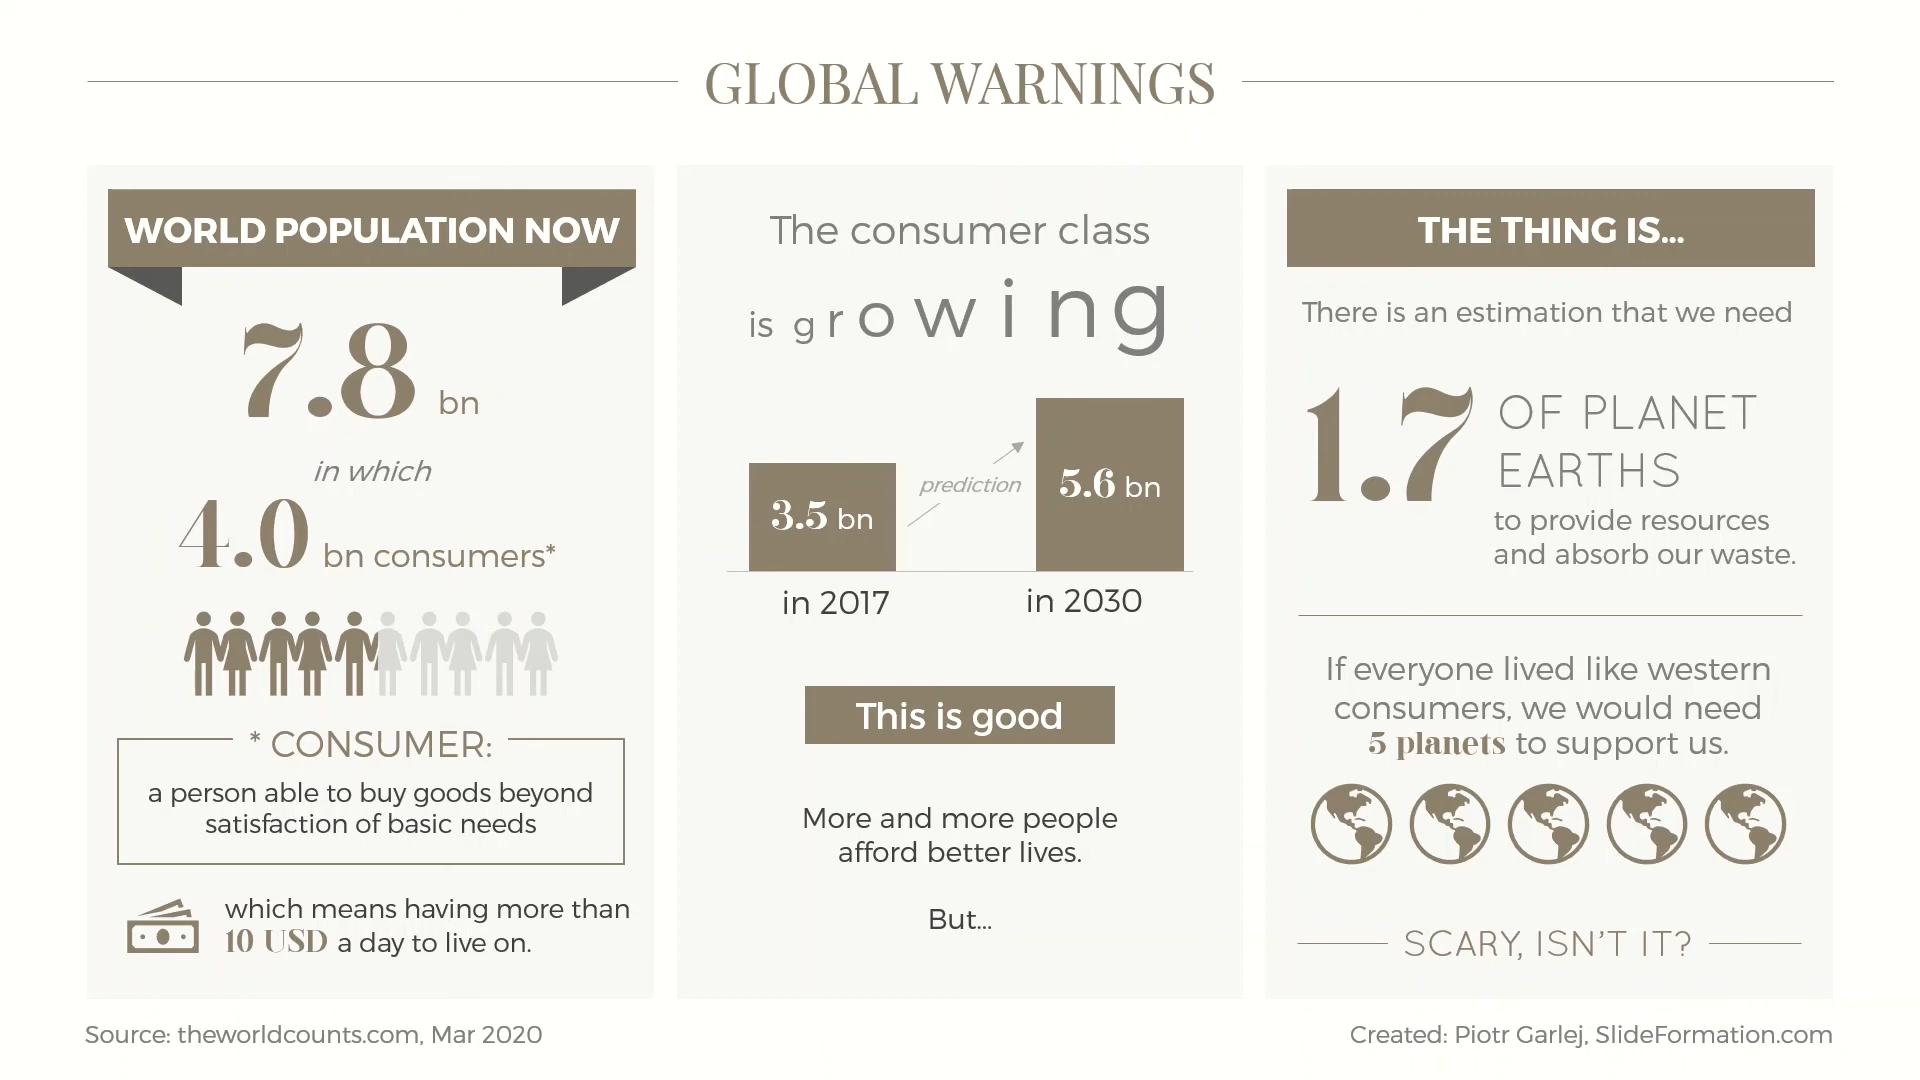 GLOBAL WARNINGS
WORLD POPULATION NOW
7.8 bn
in which
4.0 bn consumers*
* CONSUMER:
a person able to buy goods beyond
satisfaction of basic needs
which means having more than
10 USD a day to live on.
The consumer class
is growing
3.5 bn
prediction
5.6 bn
in 2017
in 2030
This is good
More and more people
afford better lives.
But...
THE THING IS...
There is an estimation that we need
1.7 OF PLANET
EARTHS
to provide resources
and absorb our waste.
If everyone lived like western
consumers, we would need
5 planets to support us.
SCARY, ISN'T IT?
Source: theworldcounts.com, Mar 2020
Created: Piotr Garlej, SlideFormation.com